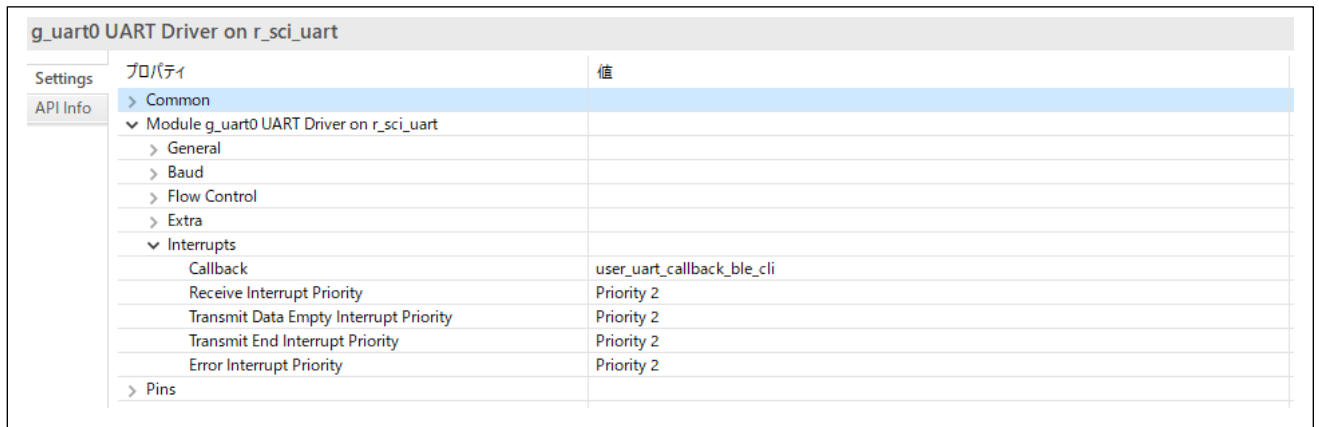 g_uart0 UART Driver on r_sci_uart
Settings
API Info
プロパティ 値
Common
Module g_uart0 UART Driver on r_sci_uart
General
Baud
Flow Control
Extra
Interrupts
Callback user_uart_callback_ble_cli
Receive Interrupt Priority Priority 2
Transmit Data Empty Interrupt Priority Priority 2
Transmit End Interrupt Priority Priority 2
Error Interrupt Priority Priority 2
Pins